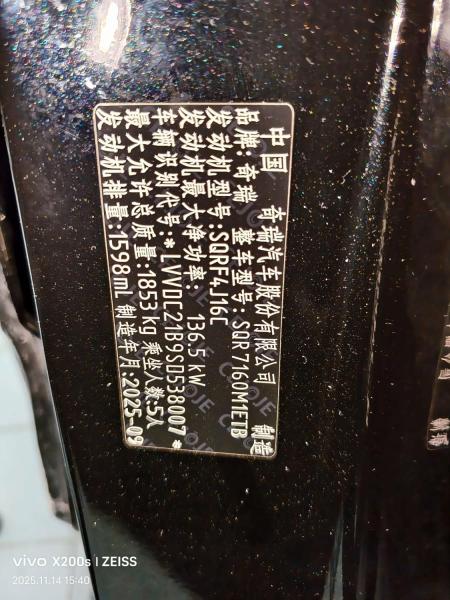 中国 奇瑞汽车股份有限公司 制造
品牌:奇瑞 整车型号:SQR7160M1ETB
发动机型号:SQRF4J16C
发动机最大净功率: 136.5 kW
车辆识别代号:*LVVDC21B9SD538007*
最大允许总质量:1853 kg 乘坐人数:5人
发动机排量:1598mL 制造年月:2025-09
vivo X200s | ZEISS
2025.11.14 15:40